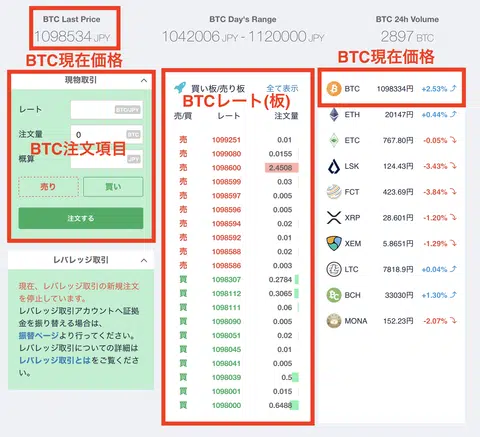 BTC Last Price
1098534 JPY
BTC現在価格
BTC Day's Range
1042006 JPY - 1120000 JPY
BTC 24h Volume
2897 BTC
BTC現在価格
現物取引
レート BTC/JPY
注文量 0 BTC
BTC注文項目
概算 JPY
売り 買い
注文する
レバレッジ取引
現在、レバレッジ取引の新規注文
を停止しています。
レバレッジ取引アカウントへ証拠
金を振り替える場合は、
振替ページより行ってください。
レバレッジ取引についての詳細は
レバレッジ取引とはをご覧くださ
い。
買い板/売り板 全て表示
BTCレート(板)
売/買 レート 注文量
売 1099251 0.01
売 1099080 0.0155
売 1098600 2.4508
売 1098599 0.03
売 1098597 0.005
売 1098596 0.005
売 1098594 0.02
売 1098592 0.01
売 1098588 0.02
売 1098586 0.003
買 1098307 0.2784
買 1098112 0.3065
買 1098111 0.06
買 1098090 0.005
買 1098051 0.02
買 1098045 0.01
買 1098041 0.005
買 1098039 0.5
買 1098001 0.015
買 1098000 0.6488
BTC 1098334円 +2.53%
ETH 20147円 +0.44%
ETC 767.80円 -0.05%
LSK 124.43円 -3.43%
FCT 423.69円 -3.84%
XRP 28.601円 -1.20%
XEM 5.8651円 -1.29%
LTC 7818.9円 +0.04%
BCH 33030円 +1.30%
MONA 152.23円 -2.07%